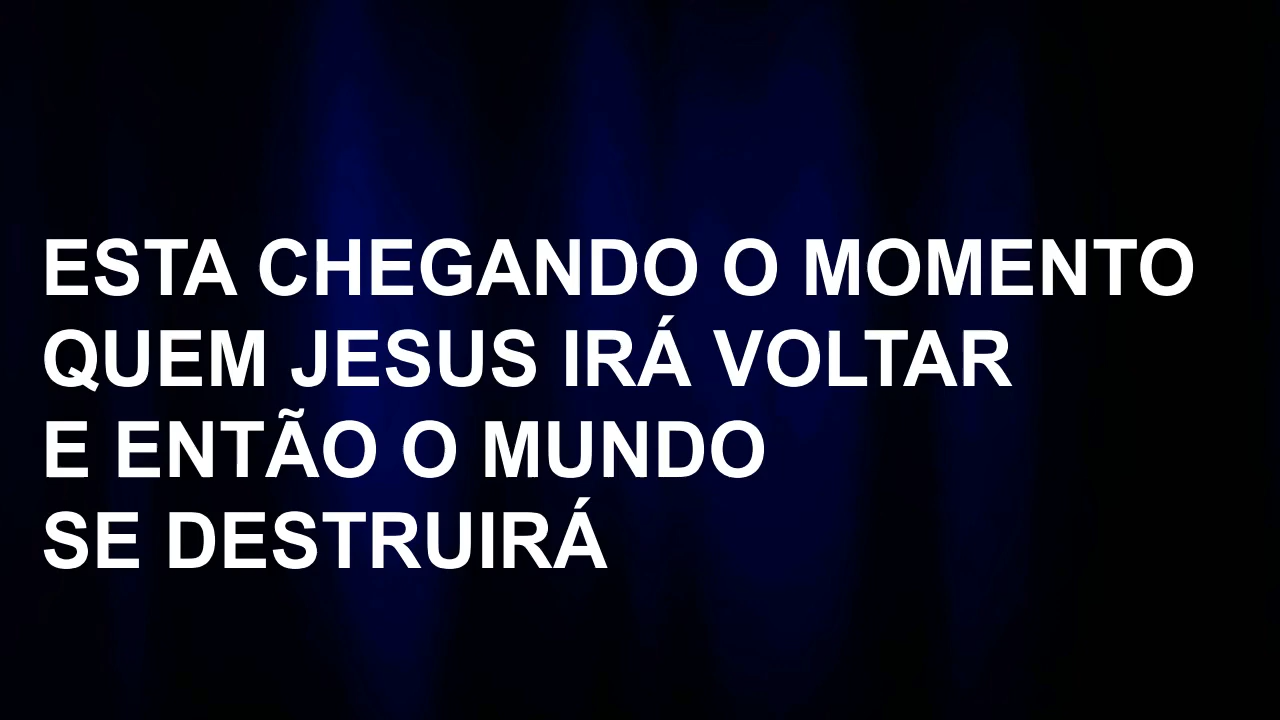 ESTA CHEGANDO O MOMENTO
QUEM JESUS IRÁ VOLTAR
E ENTÃO O MUNDO
SE DESTRUIRÁ